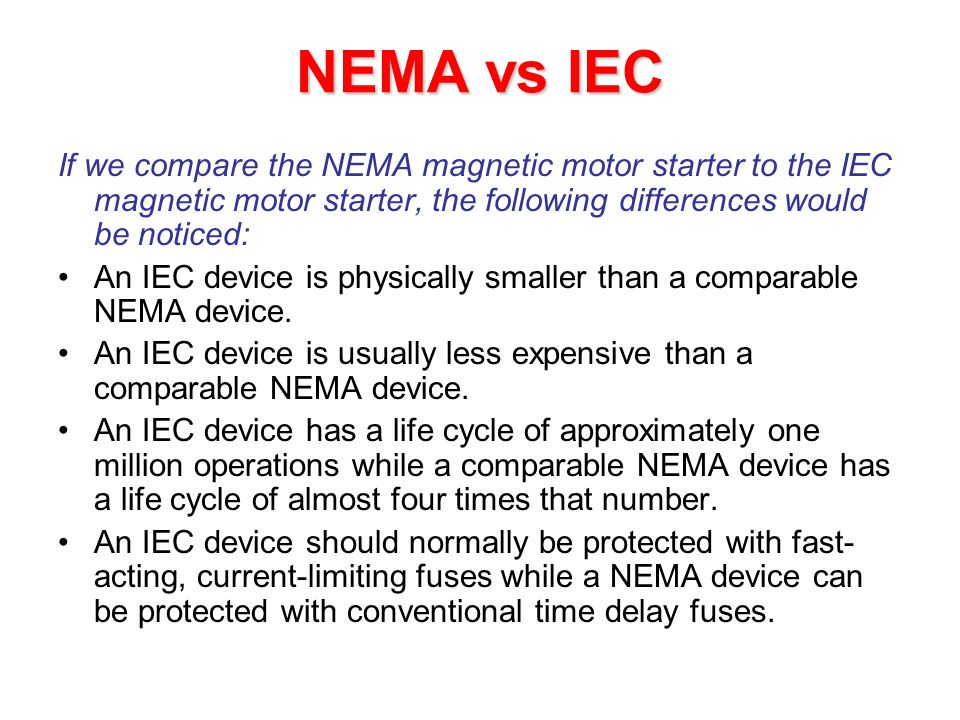 NEMA vs IEC
If we compare the NEMA magnetic motor starter to the IEC
magnetic motor starter, the following differences would
be noticed:
• An IEC device is physically smaller than a comparable
NEMA device.
• An IEC device is usually less expensive than a
comparable NEMA device.
• An IEC device has a life cycle of approximately one
million operations while a comparable NEMA device has
a life cycle of almost four times that number.
• An IEC device should normally be protected with fast-
acting, current-limiting fuses while a NEMA device can
be protected with conventional time delay fuses.